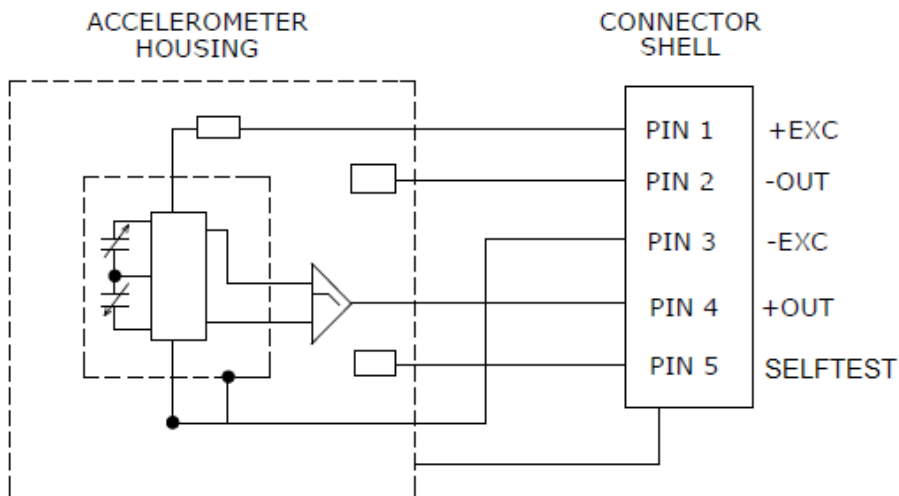 ACCELEROMETER
HOUSING
CONNECTOR
SHELL
PIN 1 +EXC
PIN 2 -OUT
PIN 3 -EXC
PIN 4 +OUT
PIN 5 SELFTEST